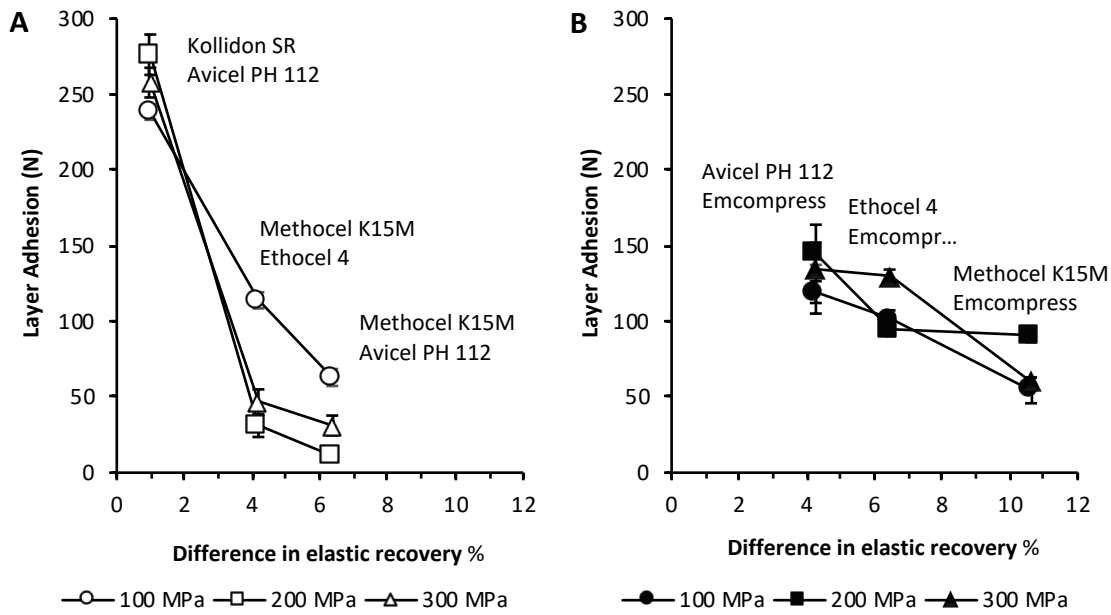 A
Layer Adhesion (N)
300
250
200
150
100
50
0
Kollidon SR
Avicel PH 112
Methocel K15M
Ethocel 4
Methocel K15M
Avicel PH 112
0 2 4 6 8 10 12
Difference in elastic recovery %
100 MPa 200 MPa 300 MPa
B
Layer Adhesion (N)
300
250
200
150
100
50
0
Avicel PH 112
Emcompress
Ethocel 4
Emcompr...
Methocel K15M
Emcompress
0 2 4 6 8 10 12
Difference in elastic recovery %
100 MPa 200 MPa 300 MPa